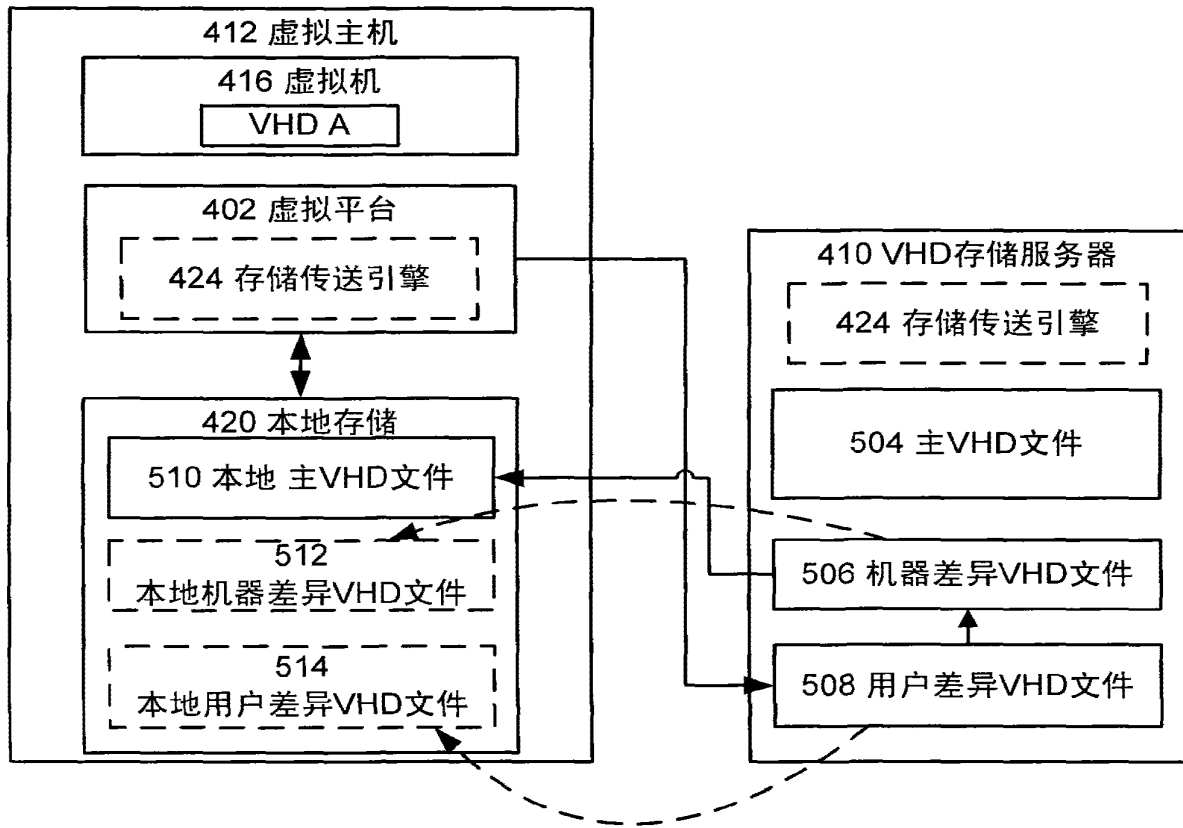 412 虚拟主机
416 虚拟机
VHD A
402 虚拟平台
424 存储传送引擎
420 本地存储
510 本地 主VHD文件
512
本地机器差异VHD文件
514
本地用户差异VHD文件
410 VHD存储服务器
424 存储传送引擎
504 主VHD文件
506 机器差异VHD文件
508 用户差异VHD文件